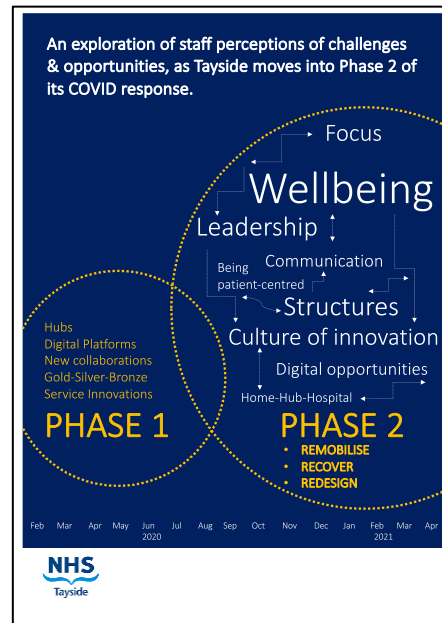 An exploration of staff perceptions of challenges
& opportunities, as Tayside moves into Phase 2 of
its COVID response.
Focus
Wellbeing
Leadership
Communication
Being
patient-centred
Structures
Culture of innovation
Digital opportunities
Home-Hub-Hospital
Hubs
Digital Platforms
New collaborations
Gold-Silver-Bronze
Service Innovations
PHASE 1
PHASE 2
• REMOBILISE
• RECOVER
• REDESIGN
Feb Mar Apr May Jun Jul Aug Sep Oct Nov Dec Jan Feb Mar Apr
2020 2021
NHS
Tayside